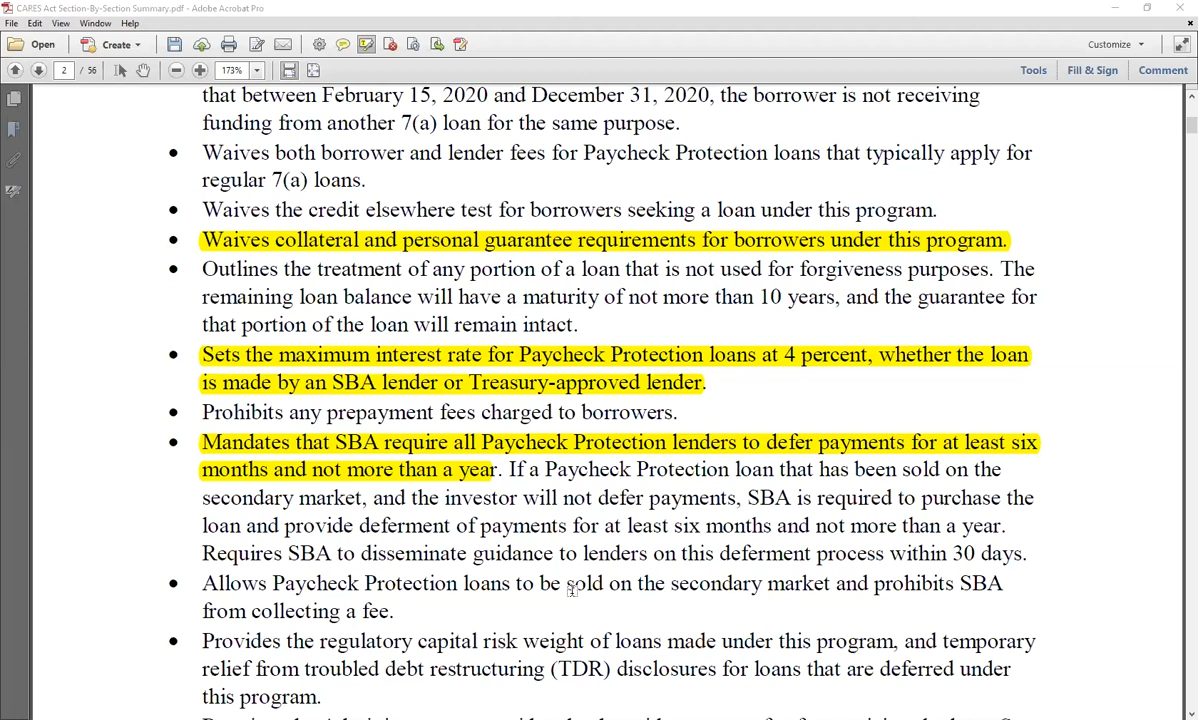 CARES Act Section-By-Section Summary.pdf - Adobe Acrobat Pro
File Edit View Window Help
Open Create Customize
2 / 56 173% Tools Fill & Sign Comment
that between February 15, 2020 and December 31, 2020, the borrower is not receiving
funding from another 7(a) loan for the same purpose.
• Waives both borrower and lender fees for Paycheck Protection loans that typically apply for
regular 7(a) loans.
• Waives the credit elsewhere test for borrowers seeking a loan under this program.
• Waives collateral and personal guarantee requirements for borrowers under this program.
• Outlines the treatment of any portion of a loan that is not used for forgiveness purposes. The
remaining loan balance will have a maturity of not more than 10 years, and the guarantee for
that portion of the loan will remain intact.
• Sets the maximum interest rate for Paycheck Protection loans at 4 percent, whether the loan
is made by an SBA lender or Treasury-approved lender.
• Prohibits any prepayment fees charged to borrowers.
• Mandates that SBA require all Paycheck Protection lenders to defer payments for at least six
months and not more than a year. If a Paycheck Protection loan that has been sold on the
secondary market, and the investor will not defer payments, SBA is required to purchase the
loan and provide deferment of payments for at least six months and not more than a year.
Requires SBA to disseminate guidance to lenders on this deferment process within 30 days.
• Allows Paycheck Protection loans to be sold on the secondary market and prohibits SBA
from collecting a fee.
• Provides the regulatory capital risk weight of loans made under this program, and temporary
relief from troubled debt restructuring (TDR) disclosures for loans that are deferred under
this program.